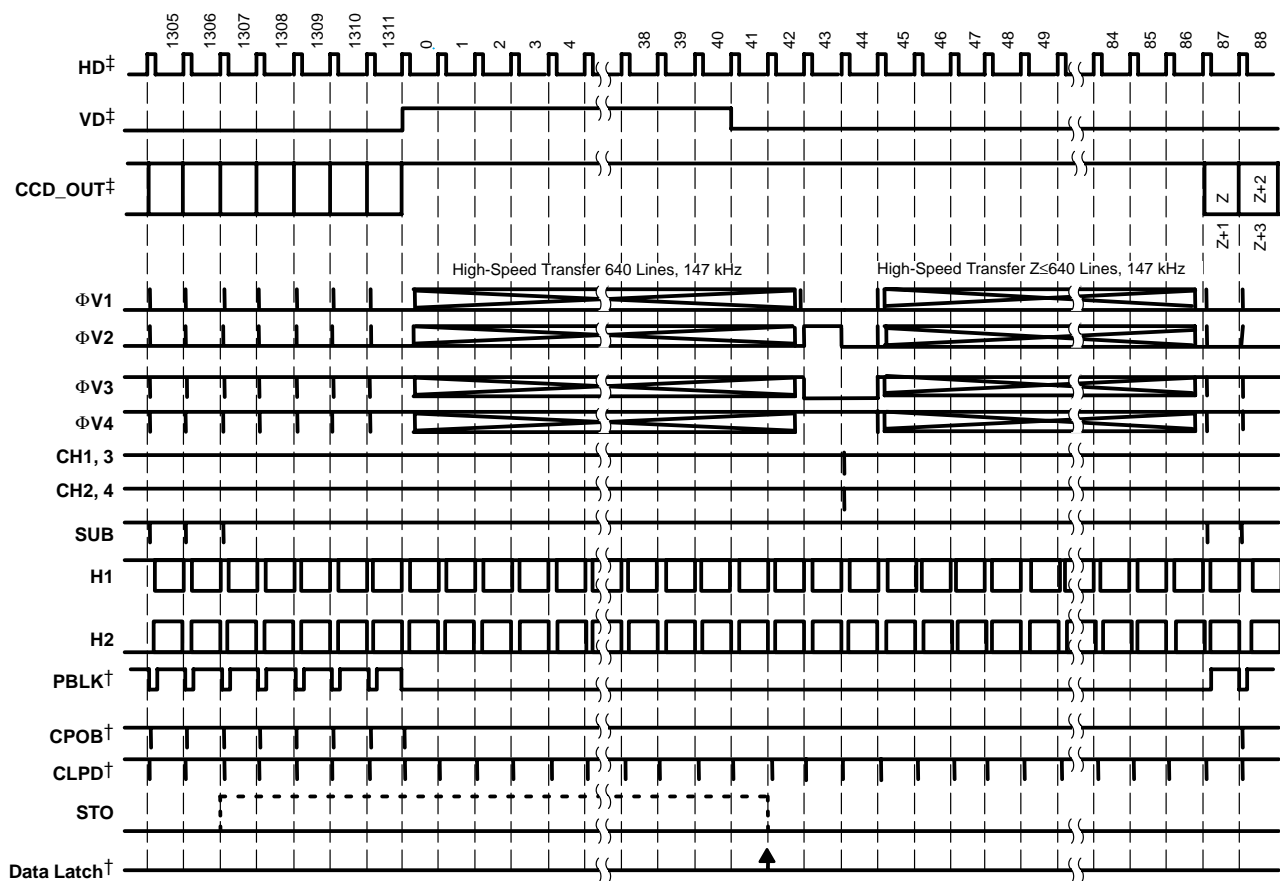 1305 1306 1307 1308 1309 1310 1311 0 1 2 3 4 38 39 40 41 42 43 44 45 46 47 48 49 84 85 86 87 88
HD‡
VD‡
CCD_OUT‡
Z Z+2
Z+1 Z+3
High-Speed Transfer 640 Lines, 147 kHz
High-Speed Transfer Z≤640 Lines, 147 kHz
ΦV1
ΦV2
ΦV3
ΦV4
CH1, 3
CH2, 4
SUB
H1
H2
PBLK†
CPOB†
CLPD†
STO
Data Latch†